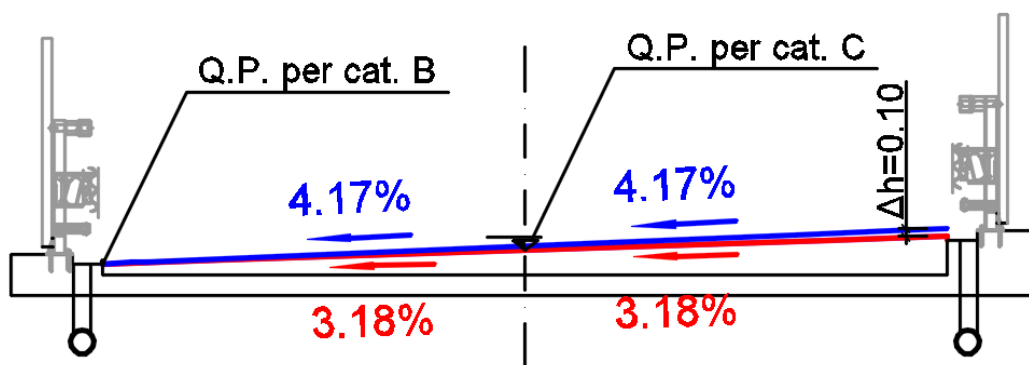 Q.P. per cat. B
Q.P. per cat. C
Δh=0.10
4.17%
4.17%
3.18%
3.18%